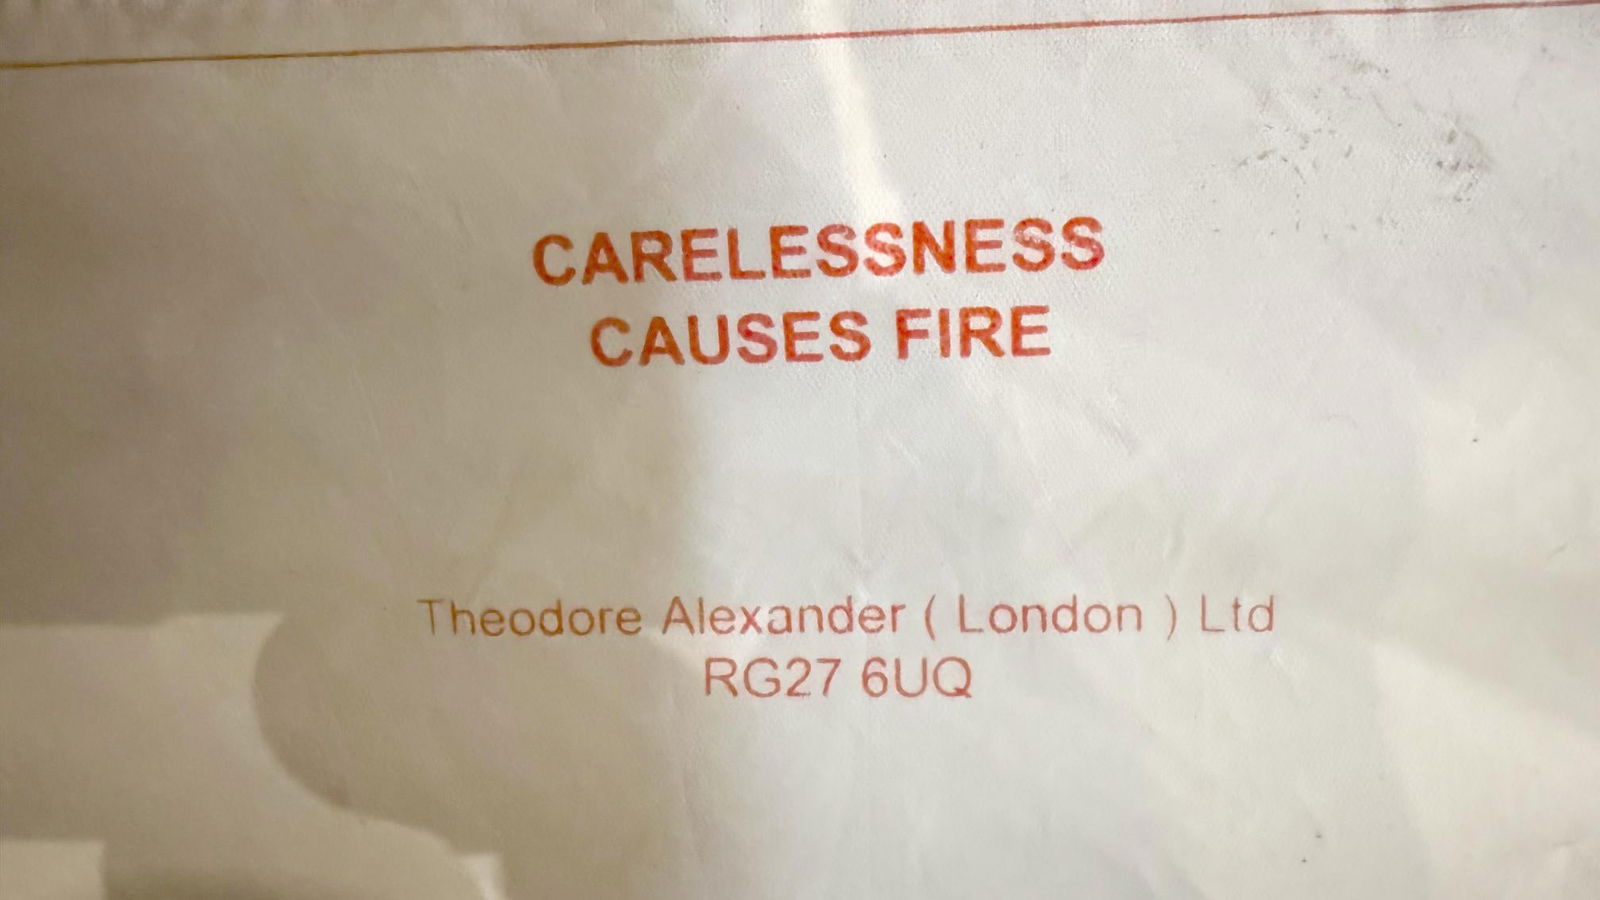 CARELESSNESS
CAUSES FIRE
Theodore Alexander ( London ) Ltd
RG27 6UQ